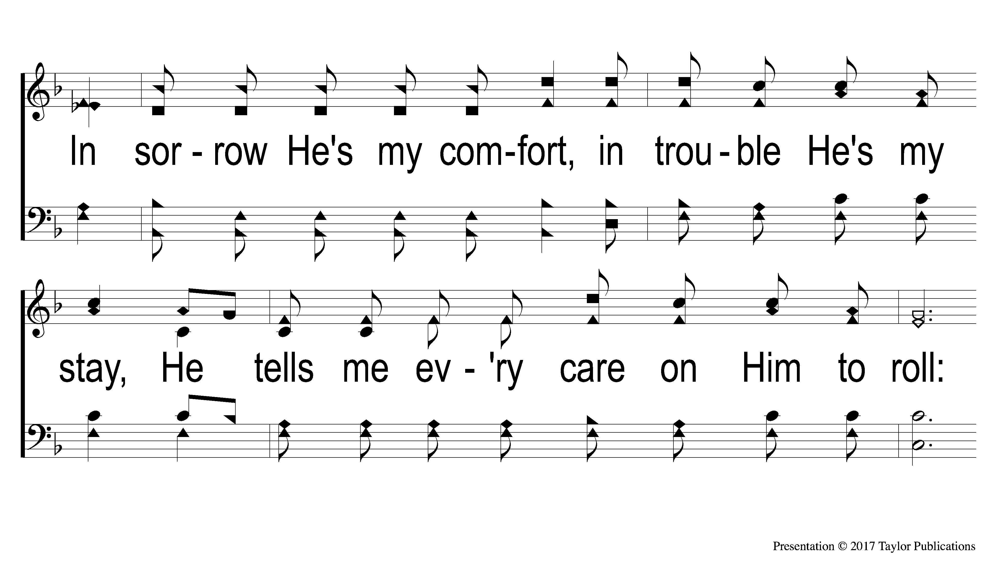 In sor - row He's my com-fort, in trou - ble He's my
stay, He tells me ev - 'ry care on Him to roll:
Presentation © 2017 Taylor Publications